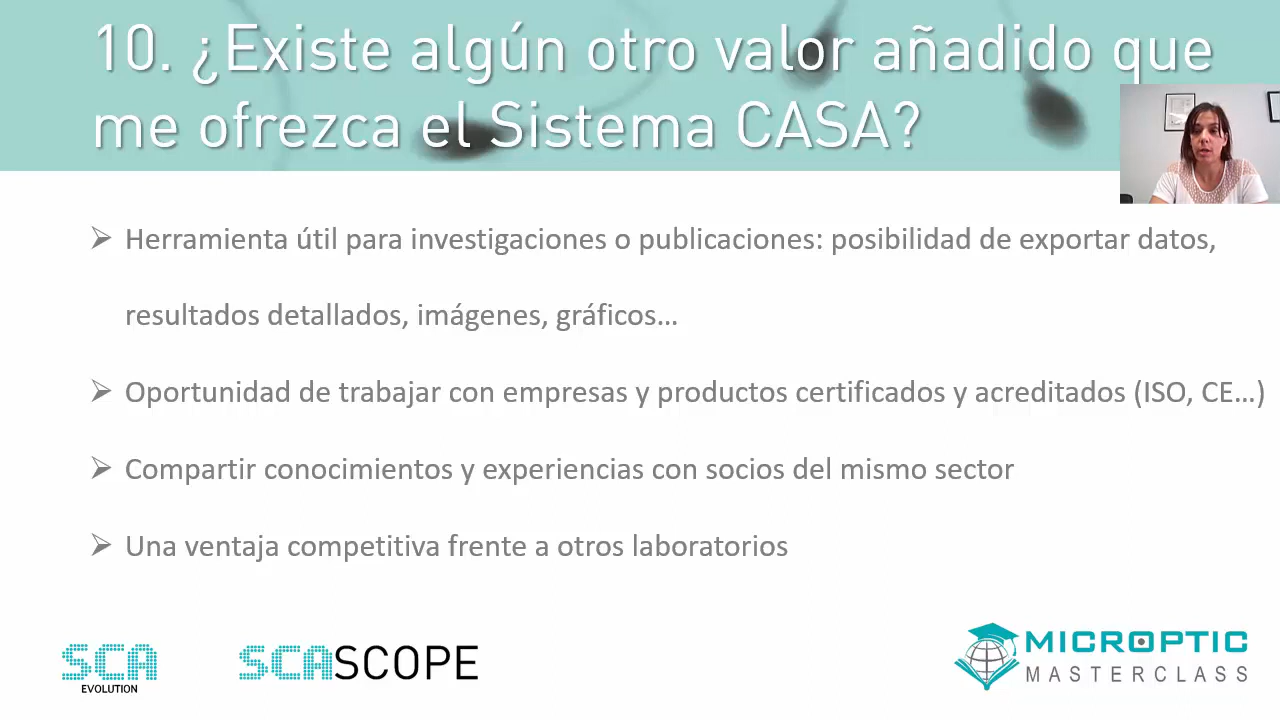 10. ¿Existe algún otro valor añadido que
me ofrezca el Sistema CASA?
Herramienta útil para investigaciones o publicaciones: posibilidad de exportar datos,
resultados detallados, imágenes, gráficos...
Oportunidad de trabajar con empresas y productos certificados y acreditados (ISO, CE...)
Compartir conocimientos y experiencias con socios del mismo sector
Una ventaja competitiva frente a otros laboratorios
SCA
EVOLUTION
SCASCOPE
MICROPTIC
MASTERCLASS